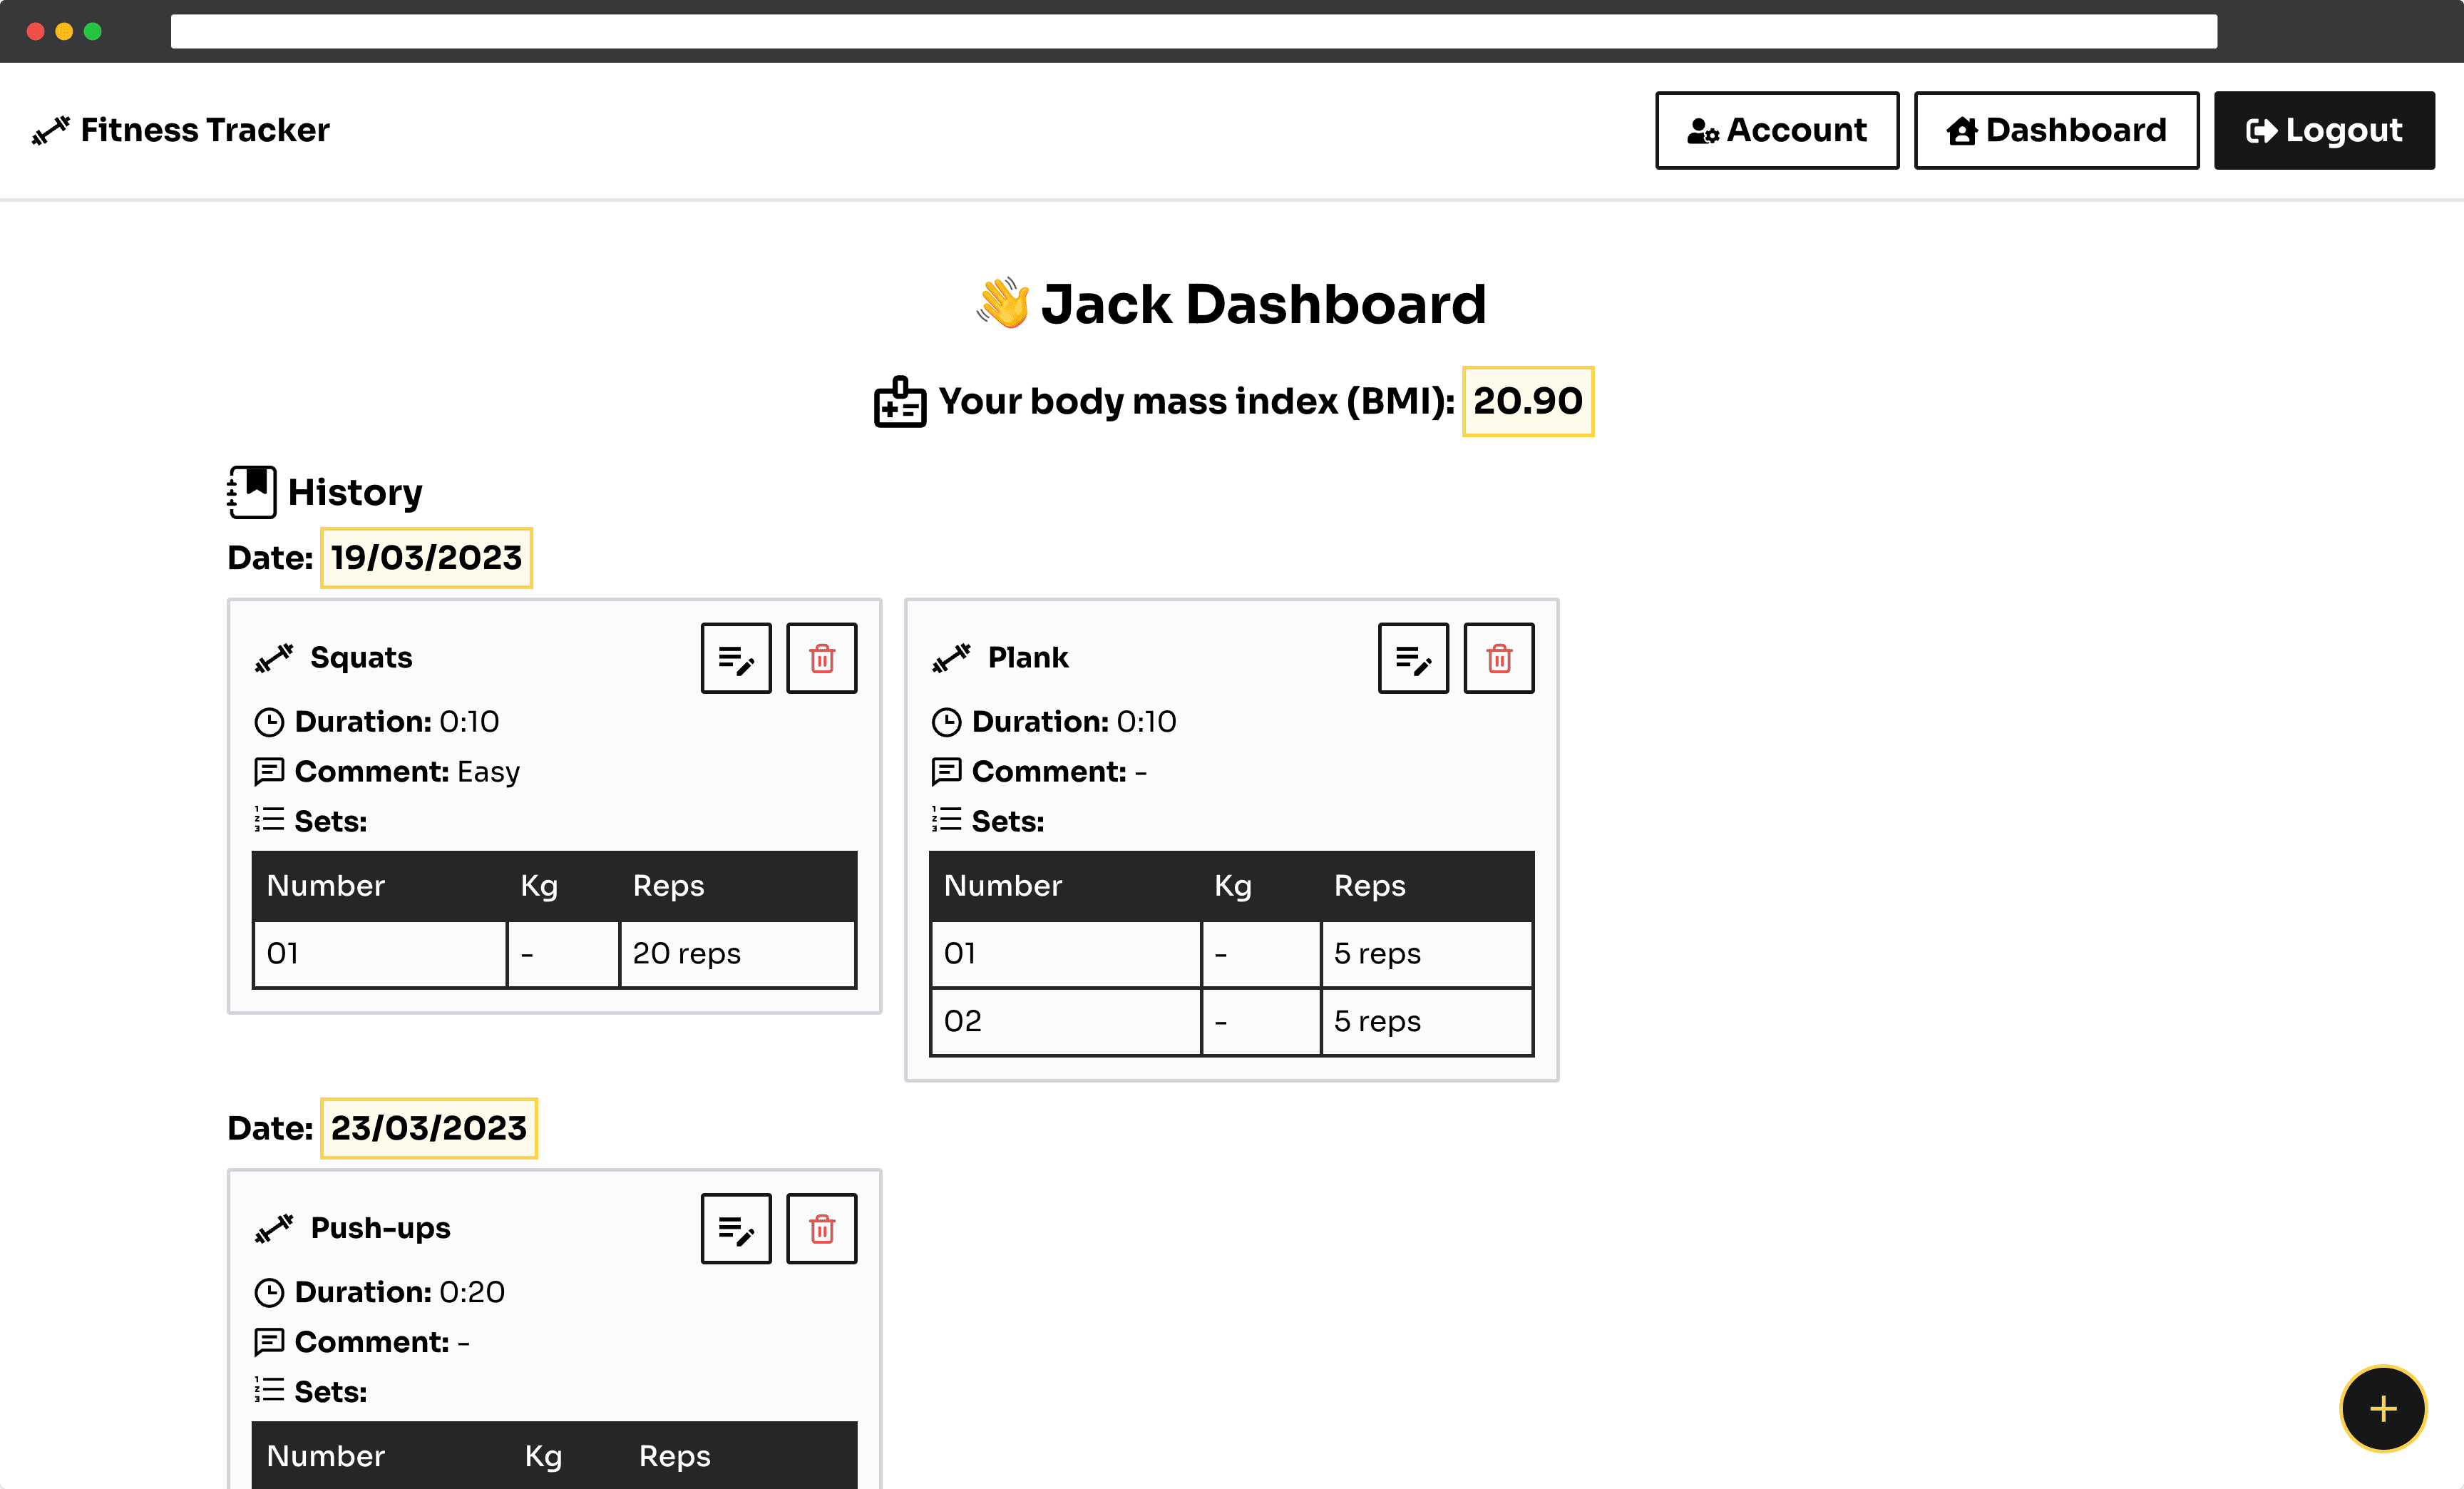 Fitness Tracker
Account
Dashboard
Logout
👋 Jack Dashboard
Your body mass index (BMI): 20.90
History
Date: 19/03/2023
Squats
Duration: 0:10
Comment: Easy
Sets:
Number Kg Reps
01 - 20 reps
Plank
Duration: 0:10
Comment: -
Sets:
Number Kg Reps
01 - 5 reps
02 - 5 reps
Date: 23/03/2023
Push-ups
Duration: 0:20
Comment: -
Sets:
Number Kg Reps